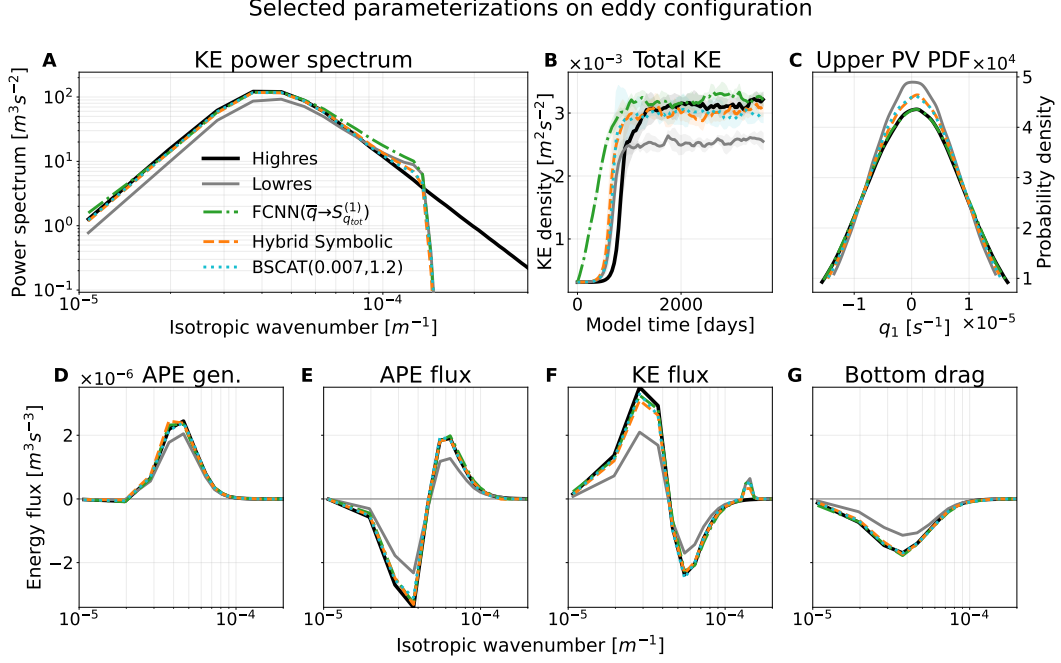 Selected parameterizations on eddy configuration
A
KE power spectrum
Power spectrum [m³s⁻²]
10²
10¹
10⁰
10⁻¹
10⁻⁵
10⁻⁴
Isotropic wavenumber [m⁻¹]
Highres
Lowres
FCNN(q̅→S_{q_{tot}}^{(1)})
Hybrid Symbolic
BSCAT(0.007,1.2)
B
×10⁻³
Total KE
KE density [m²s⁻²]
3
2
1
0
2000
Model time [days]
C
Upper PV PDF
×10⁴
Probability density
5
4
3
2
1
−1
0
1
×10⁻⁵
q₁ [s⁻¹]
D
×10⁻⁶
APE gen.
Energy flux [m³s⁻³]
2
0
−2
10⁻⁵
10⁻⁴
E
APE flux
10⁻⁵
10⁻⁴
F
KE flux
10⁻⁵
10⁻⁴
G
Bottom drag
10⁻⁵
10⁻⁴
Isotropic wavenumber [m⁻¹]